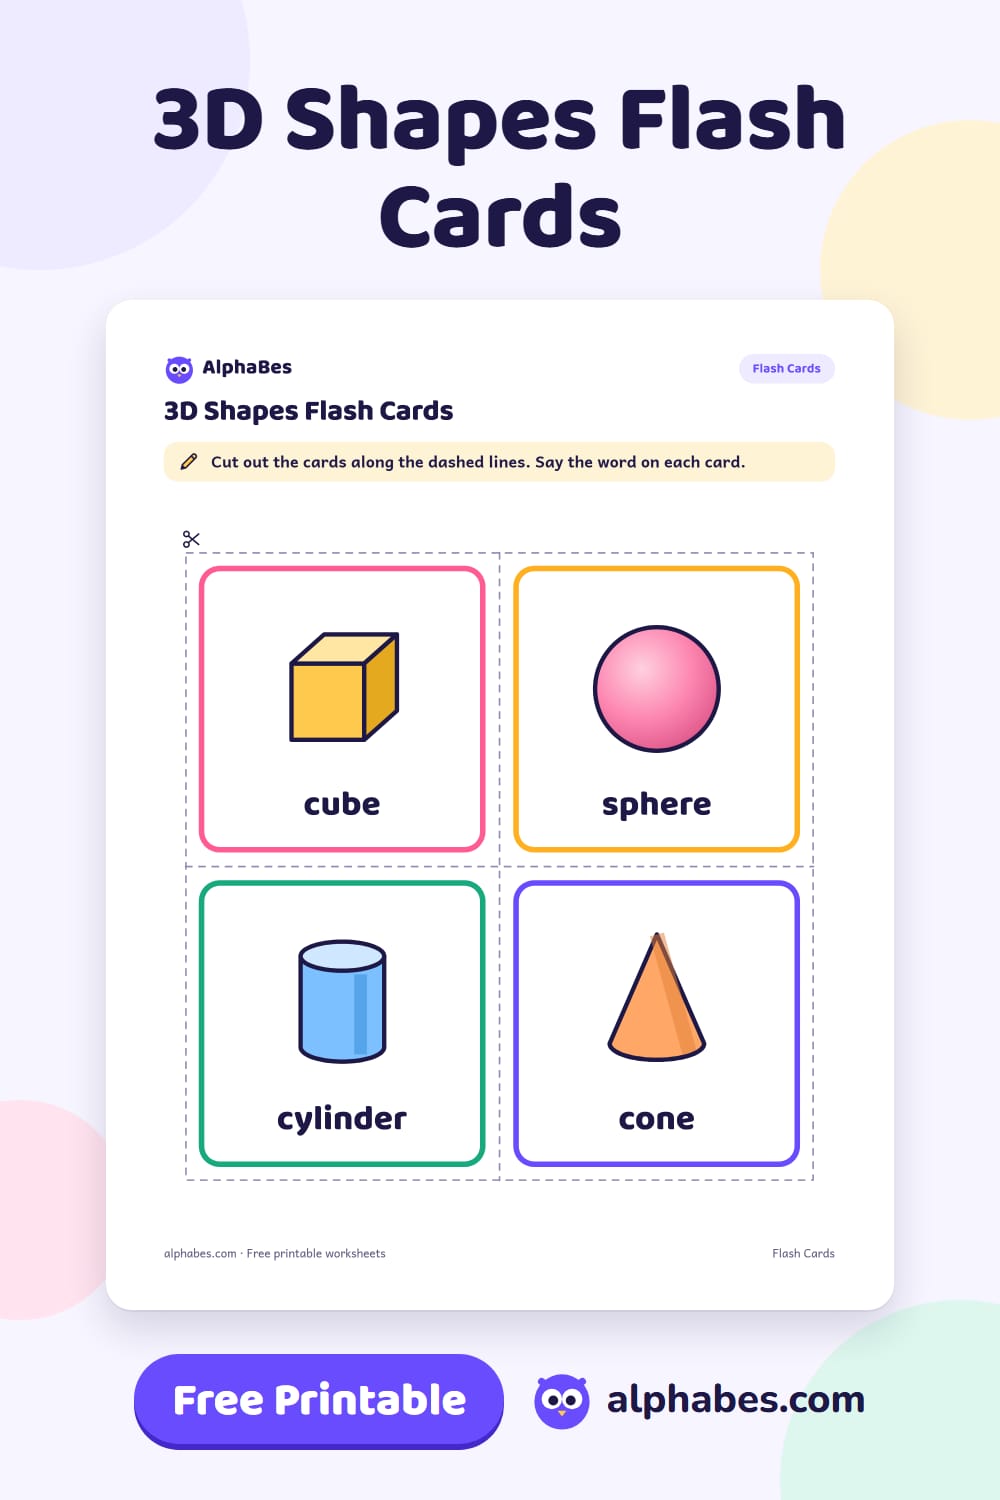 3D Shapes Flash
Cards
AlphaBes
Flash Cards
3D Shapes Flash Cards
Cut out the cards along the dashed lines. Say the word on each card.
cube
sphere
cylinder
cone
alphabes.com · Free printable worksheets
Flash Cards
Free Printable
alphabes.com